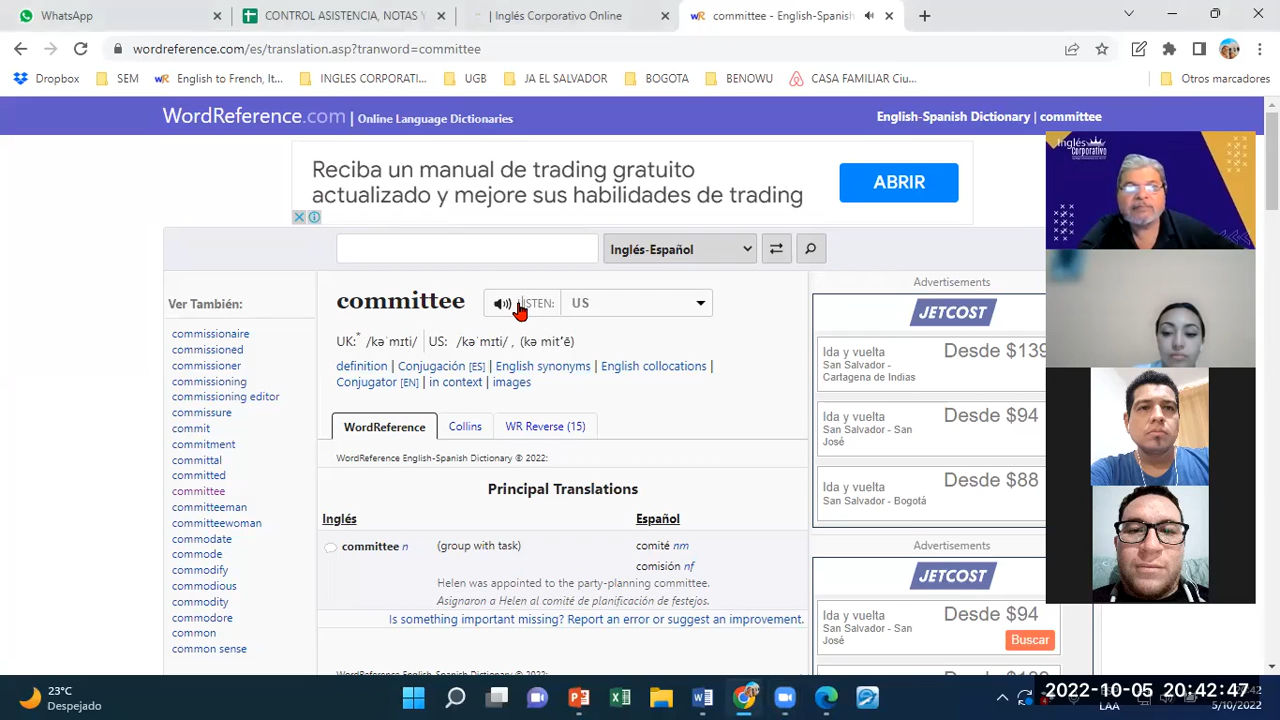 WhatsApp
CONTROL ASISTENCIA, NOTAS Y
| Inglés Corporativo Online
committee - English-Spanish
wordreference.com/es/translation.asp?tranword=committee
Dropbox
SEM
English to French, It...
INGLES CORPORATI...
UGB
JA EL SALVADOR
BOGOTA
BENOWU
CASA FAMILIAR Ciu...
Otros marcadores
WordReference.com | Online Language Dictionaries
English-Spanish Dictionary | committee
Reciba un manual de trading gratuito
actualizado y mejore sus habilidades de trading
ABRIR
Inglés-Español
Ver También:
commissionaire
commissioned
commissioner
commissioning
commissioning editor
commissure
commit
commitment
committal
committed
committee
committeeman
committeewoman
commodate
commode
commodify
commodious
commodity
commodore
common
common sense
committee
LISTEN:
US
UK:* /kəˈmɪti/ US: /kəˈmɪti/ , (kə mitʹē)
definition | Conjugación [ES] | English synonyms | English collocations |
Conjugator [EN] | in context | images
WordReference
Collins
WR Reverse (15)
WordReference English-Spanish Dictionary © 2022:
Principal Translations
Inglés
Español
committee n
(group with task)
comité nm
comisión nf
Helen was appointed to the party-planning committee.
Asignaron a Helen al comité de planificación de festejos.
Is something important missing? Report an error or suggest an improvement.
Advertisements
JETCOST
Ida y vuelta
San Salvador -
Cartagena de Indias
Desde $139
Ida y vuelta
San Salvador - San
José
Desde $94
Ida y vuelta
San Salvador - Bogotá
Desde $88
Advertisements
JETCOST
Ida y vuelta
San Salvador - San
José
Desde $94
Buscar
Inglés
Corporativo
23°C
Despejado
2022-10-05 20:42:47
LAA
5/10/2022